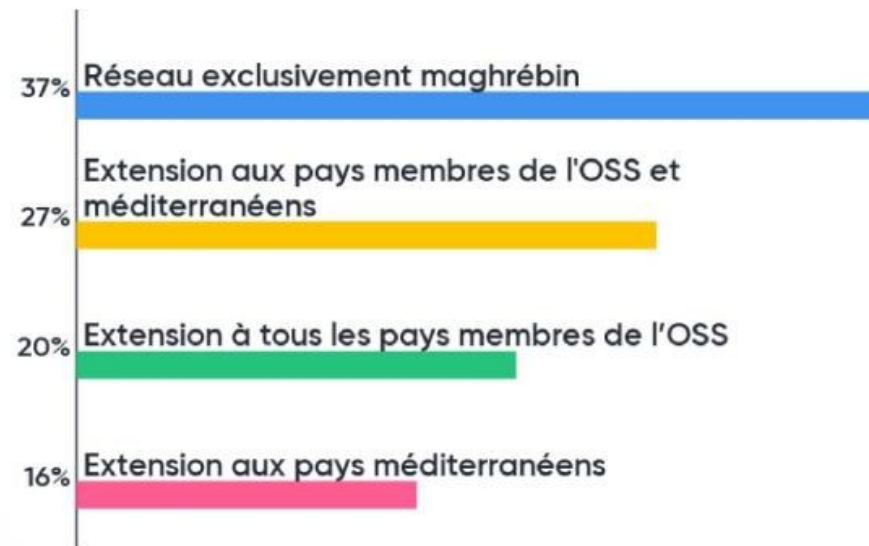 37% Réseau exclusivement maghrébin
Extension aux pays membres de l'OSS et
27% méditerranéens
20% Extension à tous les pays membres de l’OSS
16% Extension aux pays méditerranéens